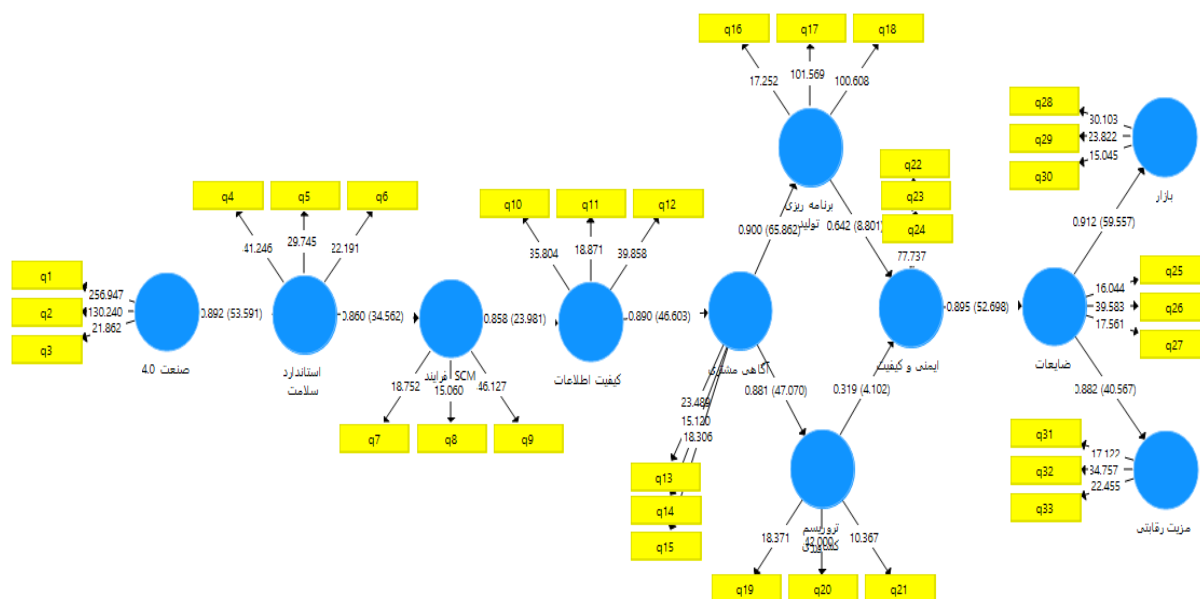 q16
q17
q18
17.252
101.569
100.608
برنامه ریزی
تولید
q28
q29
q30
30.103
23.822
15.045
بازار
q22
q23
q24
77.737
q4
q5
q6
41.246
29.745
22.191
q10
q11
q12
35.804
18.871
39.858
0.900 (65.862)
0.642 (8.801)
0.912 (59.557)
q1
q2
q3
256.947
130.240
21.862
صنعت 4.0
0.892 (53.591)
استاندارد
سلامت
0.860 (34.562)
فرایند SCM
0.858 (23.981)
کیفیت اطلاعات
0.890 (46.603)
آگاهی مشتری
ایمنی و کیفیت
0.895 (52.698)
ضایعات
16.044
39.583
17.561
q25
q26
q27
18.752
15.060
46.127
q7
q8
q9
23.489
15.120
18.306
q13
q14
q15
0.881 (47.070)
0.319 (4.102)
0.882 (40.567)
تروریسم
کشاورزی
18.371
42.000
10.367
q19
q20
q21
q31
q32
q33
17.122
34.757
22.455
مزیت رقابتی